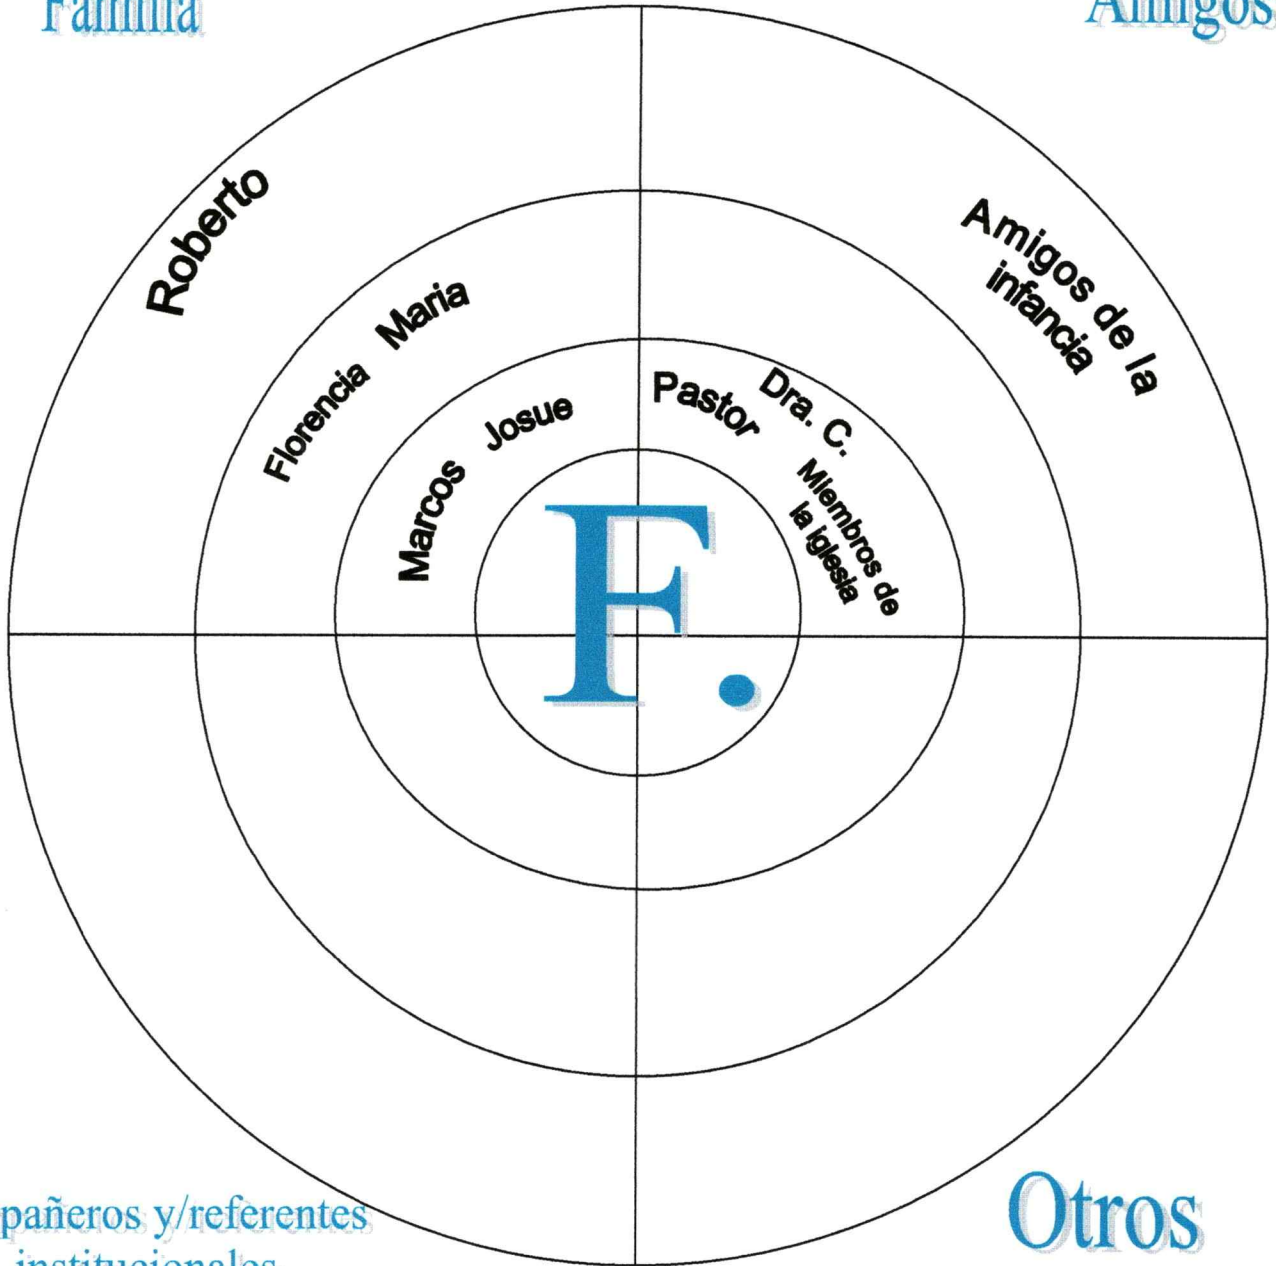 Familia
Amigos
Roberto
Amigos de la
infancia
Maria
Florencia
Josue
Marcos
Pastor
Dra. C.
Miembros de
la iglesia
F.
pañeros y/referentes
institucionales
Otros